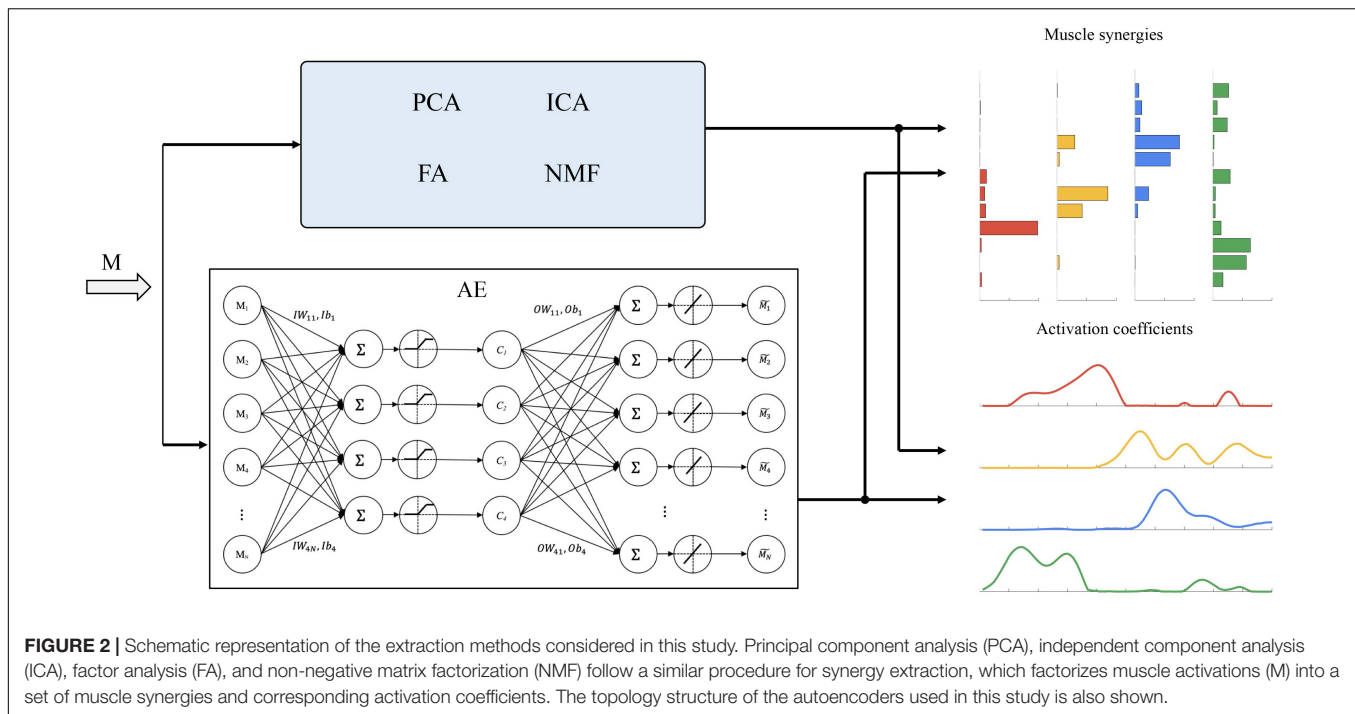 Muscle synergies
PCA ICA
FA NMF
M
AE
M₁
M₂
M₃
M₄
⋮
M_N
IW₁₁, Ib₁
IW₄N, Ib₄
Σ
Σ
Σ
Σ
C₁
C₂
C₃
C₄
OW₁₁, Ob₁
OW₄₁, Ob₄
Σ
Σ
Σ
Σ
⋮
Σ
M̃₁
M̃₂
M̃₃
M̃₄
⋮
M̃_N
Activation coefficients
FIGURE 2 | Schematic representation of the extraction methods considered in this study. Principal component analysis (PCA), independent component analysis
(ICA), factor analysis (FA), and non-negative matrix factorization (NMF) follow a similar procedure for synergy extraction, which factorizes muscle activations (M) into a
set of muscle synergies and corresponding activation coefficients. The topology structure of the autoencoders used in this study is also shown.